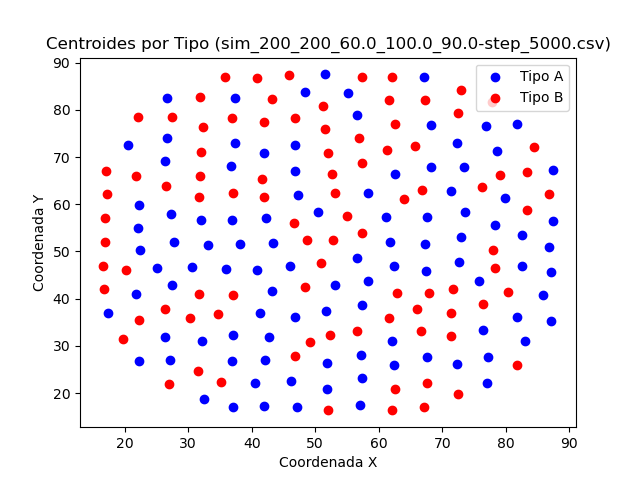 Centroides por Tipo (sim_200_200_60.0_100.0_90.0-step_5000.csv)
Tipo A
Tipo B
Coordenada Y
90
80
70
60
50
40
30
20
20 30 40 50 60 70 80 90
Coordenada X